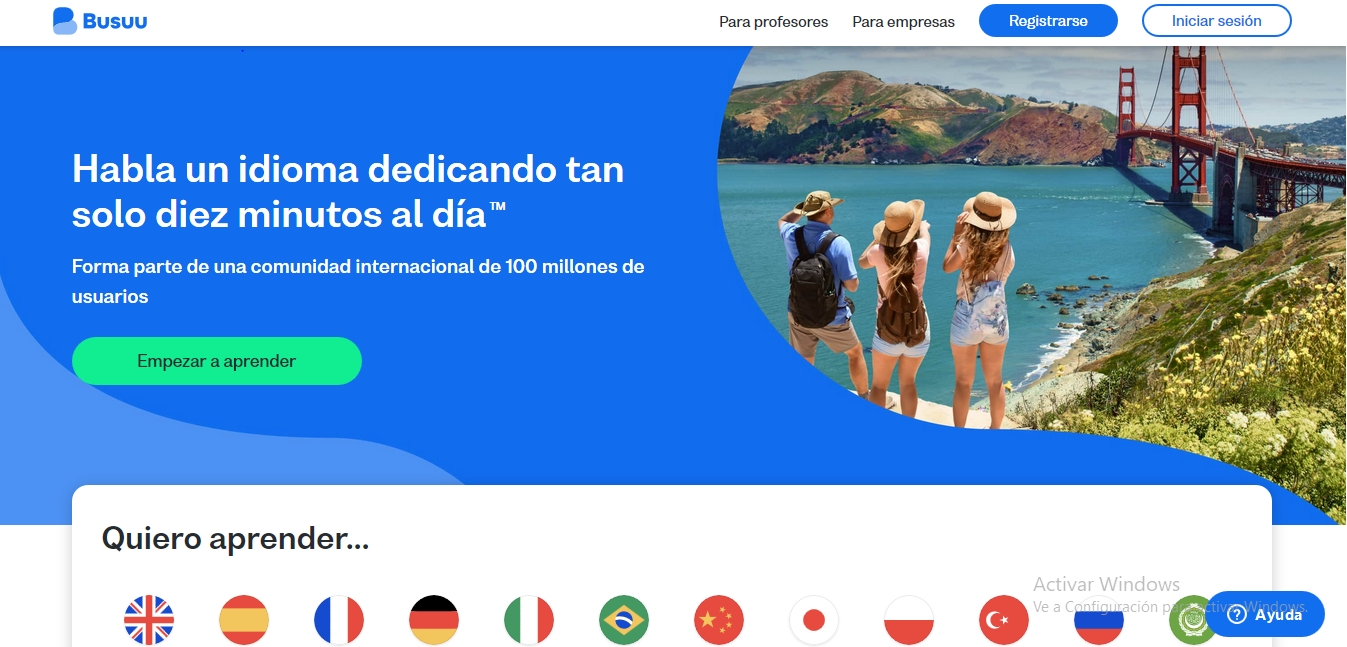 Busuu
Para profesores
Para empresas
Registrarse
Iniciar sesión
Habla un idioma dedicando tan
solo diez minutos al día™
Forma parte de una comunidad internacional de 100 millones de
usuarios
Empezar a aprender
Quiero aprender...
Activar Windows
Ve a Configuración para activar Windows.
Ayuda